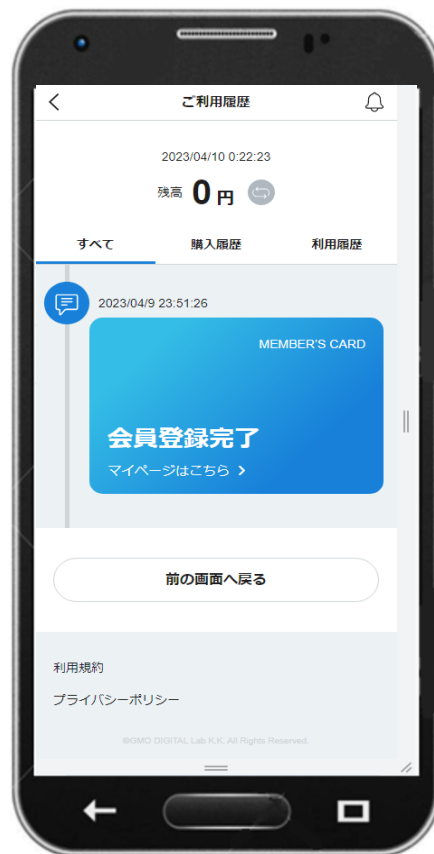 ご利用履歴
2023/04/10 0:22:23
残高 0 円
すべて 購入履歴 利用履歴
2023/04/9 23:51:26
MEMBER'S CARD
会員登録完了
マイページはこちら >
前の画面へ戻る
利用規約
プライバシーポリシー
©GMO DIGITAL Lab K.K. All Rights Reserved.